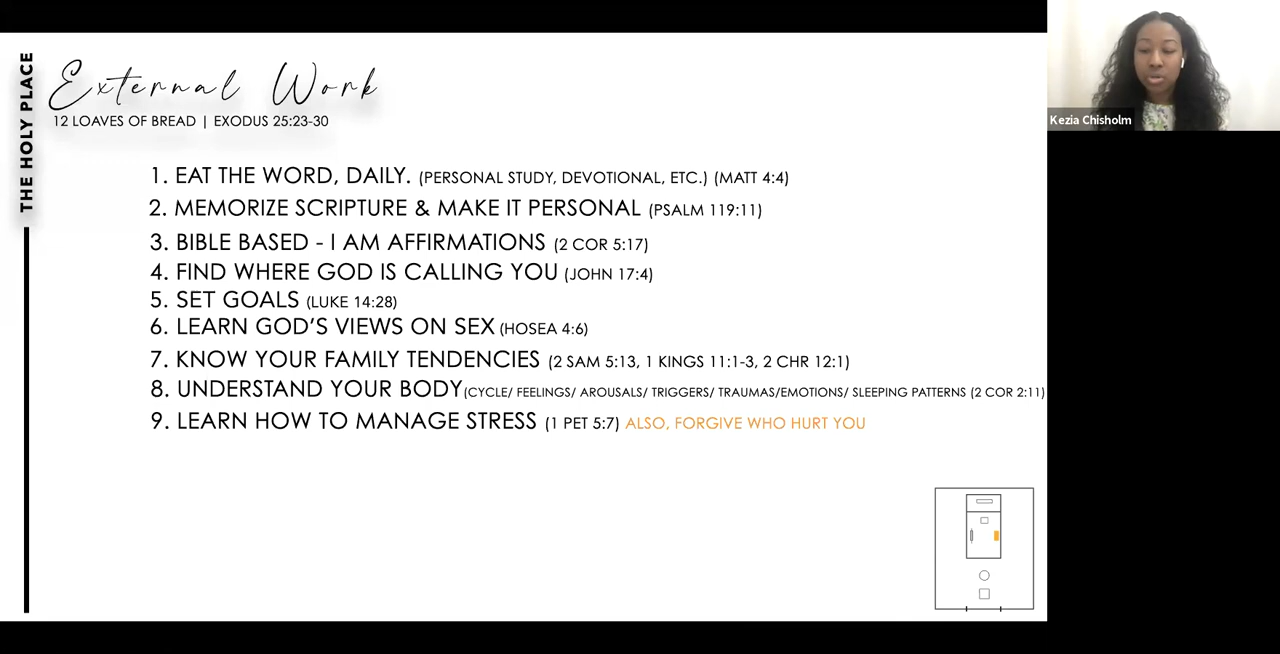 THE HOLY PLACE
External Work
12 LOAVES OF BREAD | EXODUS 25:23-30
1. EAT THE WORD, DAILY. (PERSONAL STUDY, DEVOTIONAL, ETC.) (MATT 4:4)
2. MEMORIZE SCRIPTURE & MAKE IT PERSONAL (PSALM 119:11)
3. BIBLE BASED - I AM AFFIRMATIONS (2 COR 5:17)
4. FIND WHERE GOD IS CALLING YOU (JOHN 17:4)
5. SET GOALS (LUKE 14:28)
6. LEARN GOD'S VIEWS ON SEX (HOSEA 4:6)
7. KNOW YOUR FAMILY TENDENCIES (2 SAM 5:13, 1 KINGS 11:1-3, 2 CHR 12:1)
8. UNDERSTAND YOUR BODY(CYCLE/ FEELINGS/ AROUSALS/ TRIGGERS/ TRAUMAS/EMOTIONS/ SLEEPING PATTERNS (2 COR 2:11)
9. LEARN HOW TO MANAGE STRESS (1 PET 5:7) ALSO, FORGIVE WHO HURT YOU
Kezia Chisholm